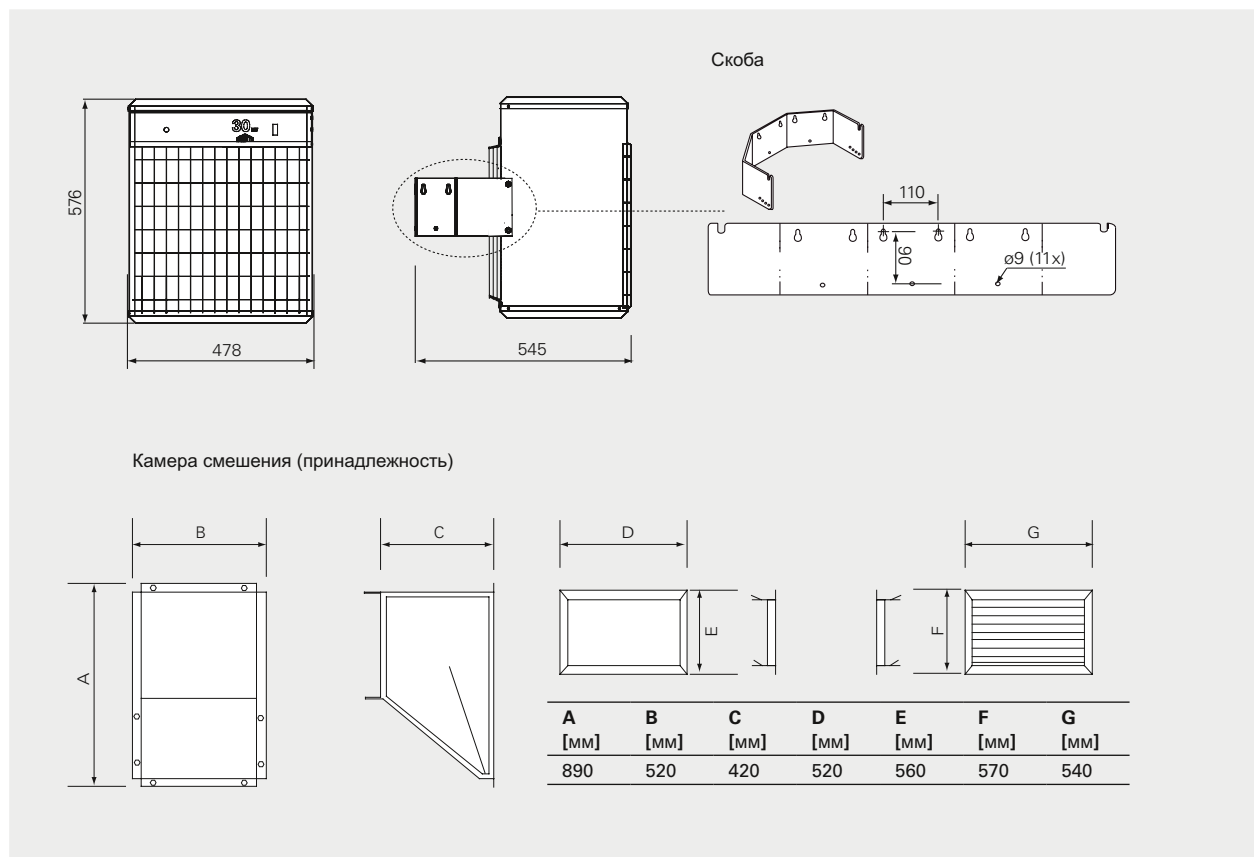 Скоба
576
30
478
545
110
90
ø9 (11x)
Камера смешения (принадлежность)
B
C
D
G
A
E
F
A B C D E F G
[мм] [мм] [мм] [мм] [мм] [мм] [мм]
890 520 420 520 560 570 540